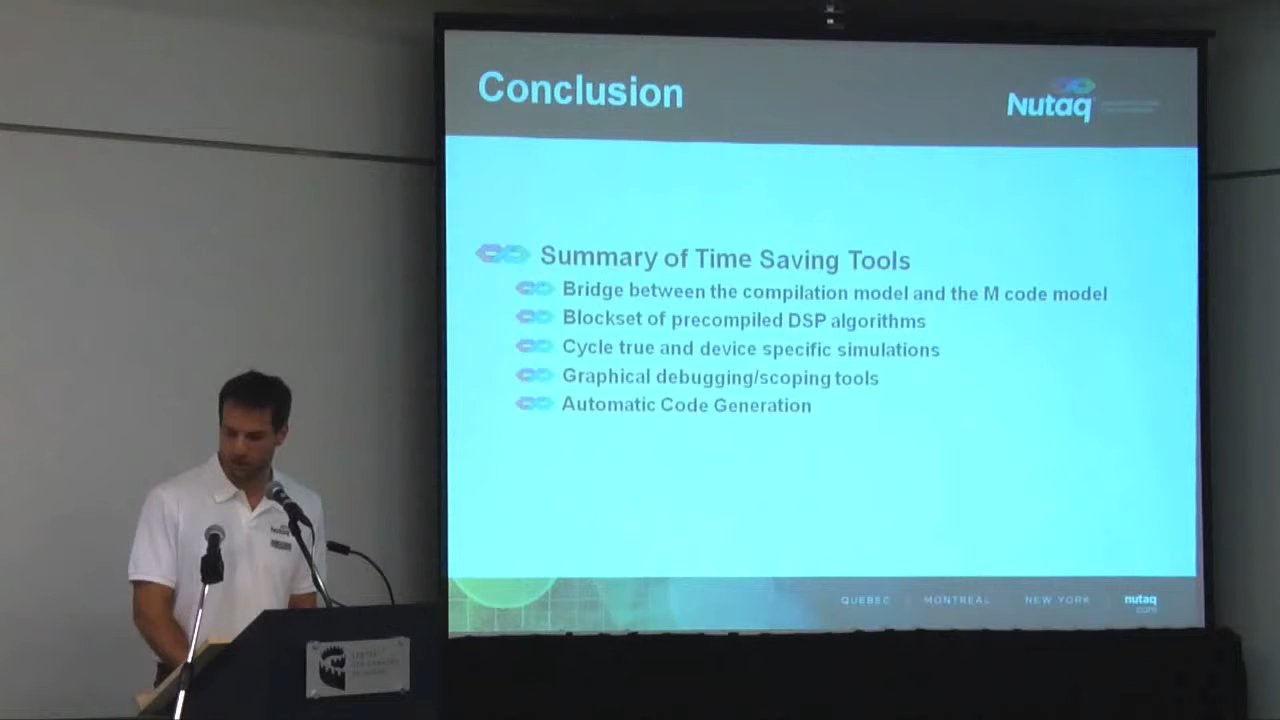 Conclusion
Nutaq
Summary of Time Saving Tools
Bridge between the compilation model and the M code model
Blockset of precompiled DSP algorithms
Cycle true and device specific simulations
Graphical debugging/scoping tools
Automatic Code Generation
Nutaq
QUEBEC MONTREAL NEW YORK nutaq
.com